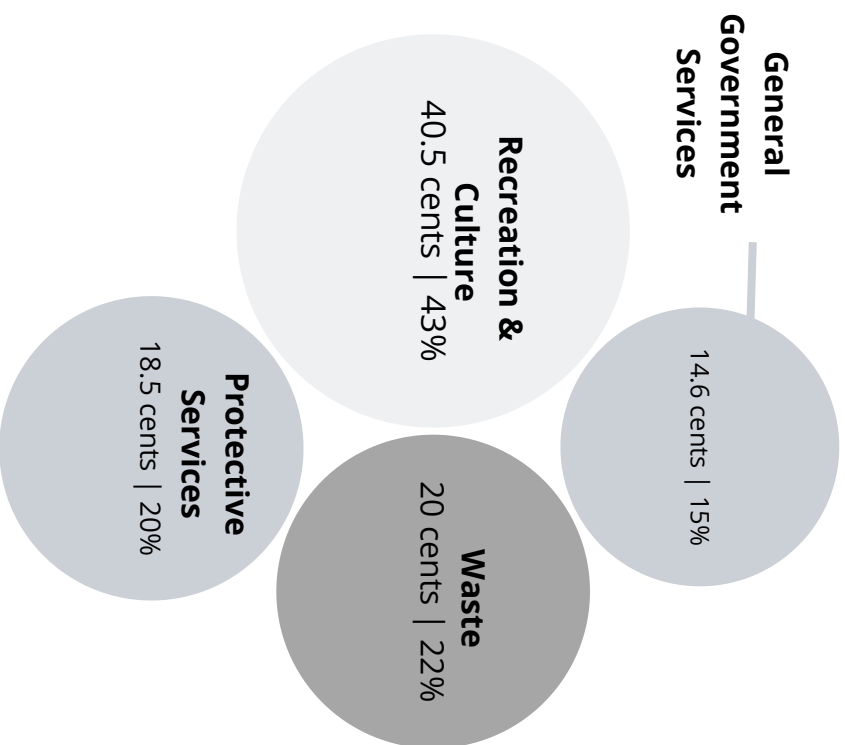 General
Government
Services
14.6 cents | 15%
Recreation &
Culture
40.5 cents | 43%
Waste
20 cents | 22%
Protective
Services
18.5 cents | 20%